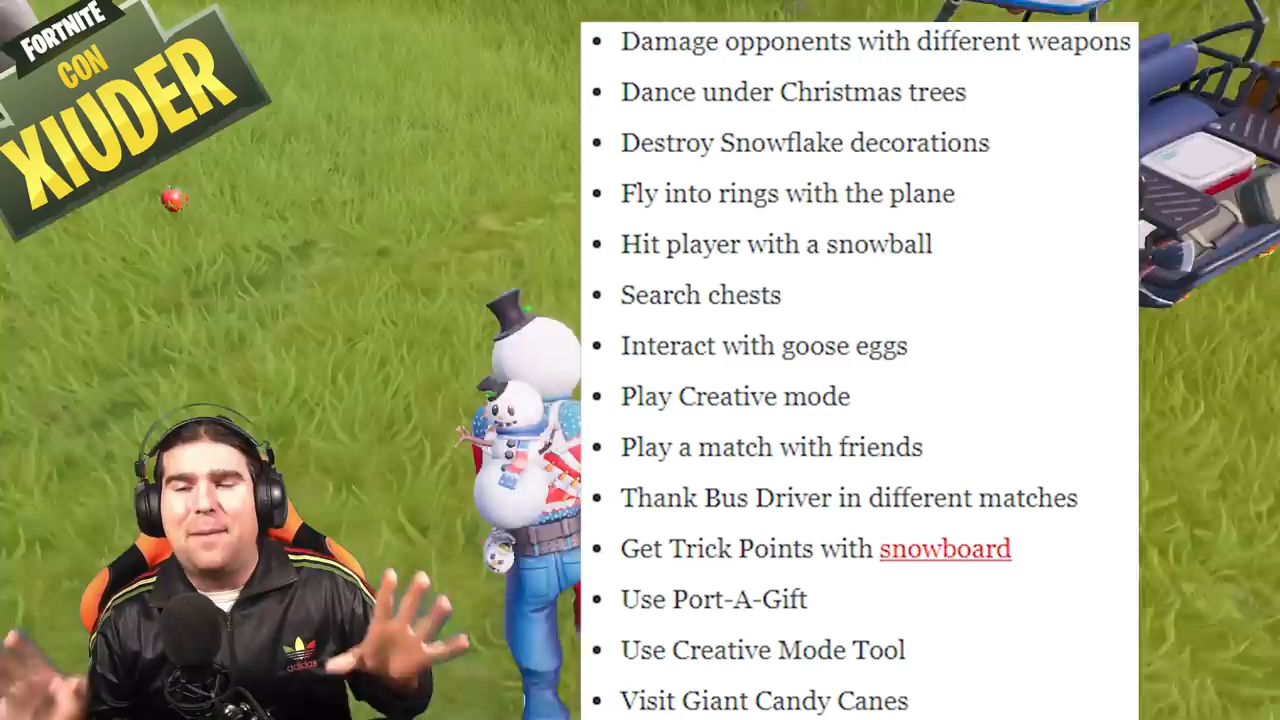 FORTNITE
CON
XIUDER
Damage opponents with different weapons
Dance under Christmas trees
Destroy Snowflake decorations
Fly into rings with the plane
Hit player with a snowball
Search chests
Interact with goose eggs
Play Creative mode
Play a match with friends
Thank Bus Driver in different matches
Get Trick Points with snowboard
Use Port-A-Gift
Use Creative Mode Tool
Visit Giant Candy Canes
adidas